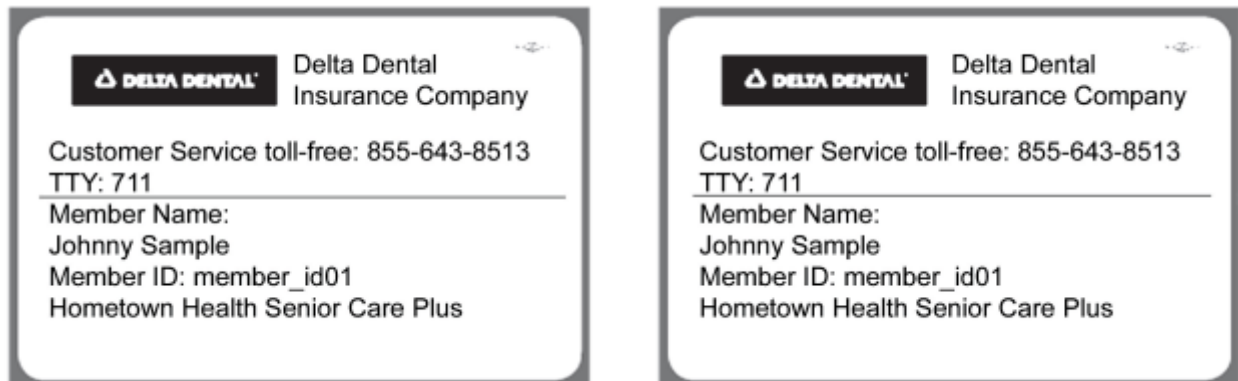 DELTA DENTAL
Delta Dental
Insurance Company
Customer Service toll-free: 855-643-8513
TTY: 711
Member Name:
Johnny Sample
Member ID: member_id01
Hometown Health Senior Care Plus
DELTA DENTAL
Delta Dental
Insurance Company
Customer Service toll-free: 855-643-8513
TTY: 711
Member Name:
Johnny Sample
Member ID: member_id01
Hometown Health Senior Care Plus